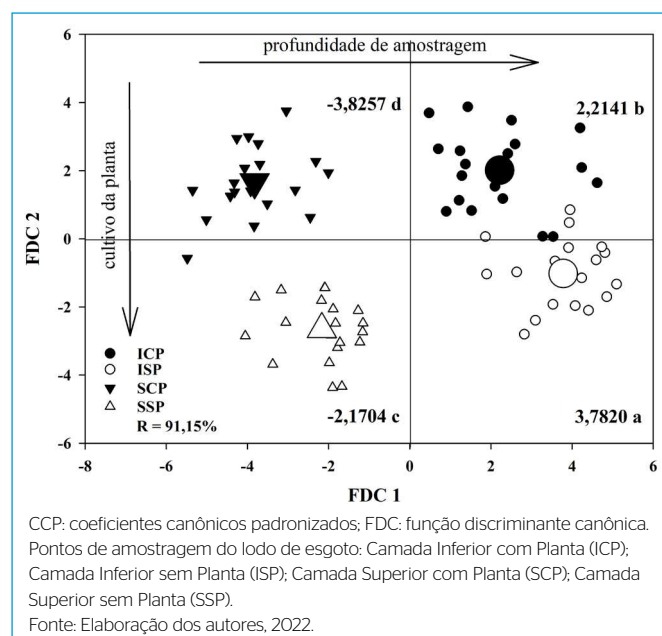 profundidade de amostragem
cultivo da planta
-3,8257 d
2,2141 b
-2,1704 c
3,7820 a
ICP
ISP
SCP
SSP
R = 91,15%
6
4
2
0
-2
-4
-6
FDC 2
-8 -6 -4 -2 0 2 4 6
FDC 1
CCP: coeficientes canônicos padronizados; FDC: função discriminante canônica.
Pontos de amostragem do lodo de esgoto: Camada Inferior com Planta (ICP);
Camada Inferior sem Planta (ISP); Camada Superior com Planta (SCP); Camada
Superior sem Planta (SSP).
Fonte: Elaboração dos autores, 2022.